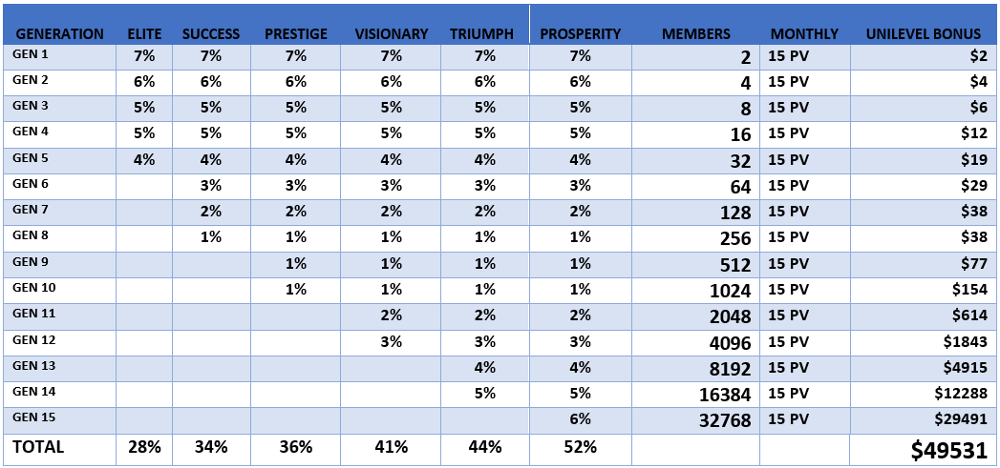 GENERATION ELITE SUCCESS PRESTIGE VISIONARY TRIUMPH PROSPERITY MEMBERS MONTHLY UNILEVEL BONUS
GEN 1 7% 7% 7% 7% 7% 7% 2 15 PV $2
GEN 2 6% 6% 6% 6% 6% 6% 4 15 PV $4
GEN 3 5% 5% 5% 5% 5% 5% 8 15 PV $6
GEN 4 5% 5% 5% 5% 5% 5% 16 15 PV $12
GEN 5 4% 4% 4% 4% 4% 4% 32 15 PV $19
GEN 6 3% 3% 3% 3% 3% 64 15 PV $29
GEN 7 2% 2% 2% 2% 2% 128 15 PV $38
GEN 8 1% 1% 1% 1% 1% 256 15 PV $38
GEN 9 1% 1% 1% 1% 512 15 PV $77
GEN 10 1% 1% 1% 1% 1024 15 PV $154
GEN 11 2% 2% 2% 2048 15 PV $614
GEN 12 3% 3% 3% 4096 15 PV $1843
GEN 13 4% 4% 8192 15 PV $4915
GEN 14 5% 5% 16384 15 PV $12288
GEN 15 6% 32768 15 PV $29491
TOTAL 28% 34% 36% 41% 44% 52% $49531